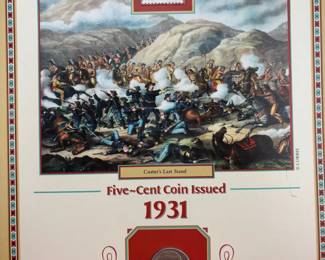 Custer's Last Stand
Five~Cent Coin Issued
1931